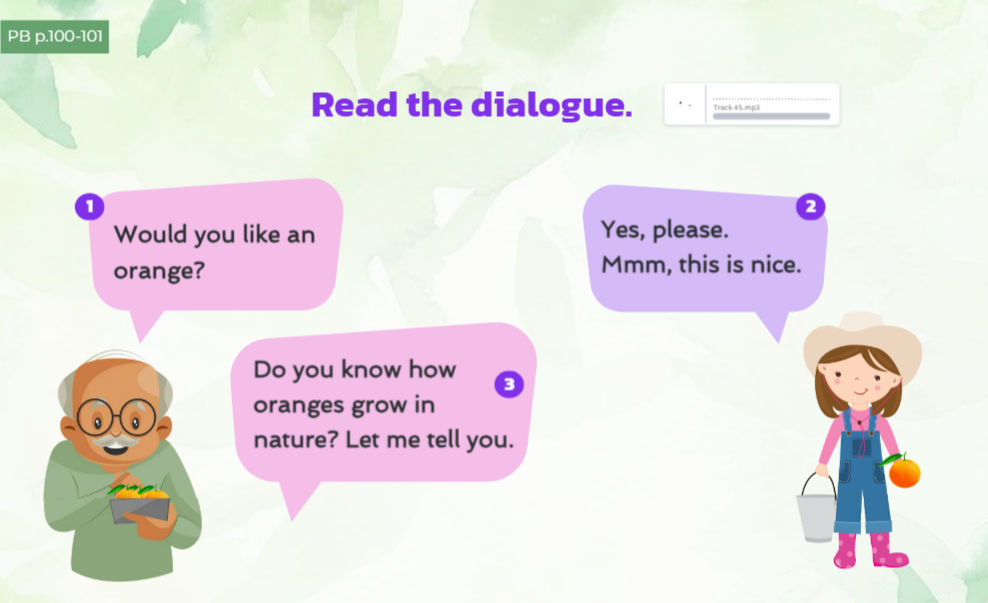 PB p.100-101
Read the dialogue.
Track 45.mp3
1
Would you like an
orange?
2
Yes, please.
Mmm, this is nice.
3
Do you know how
oranges grow in
nature? Let me tell you.